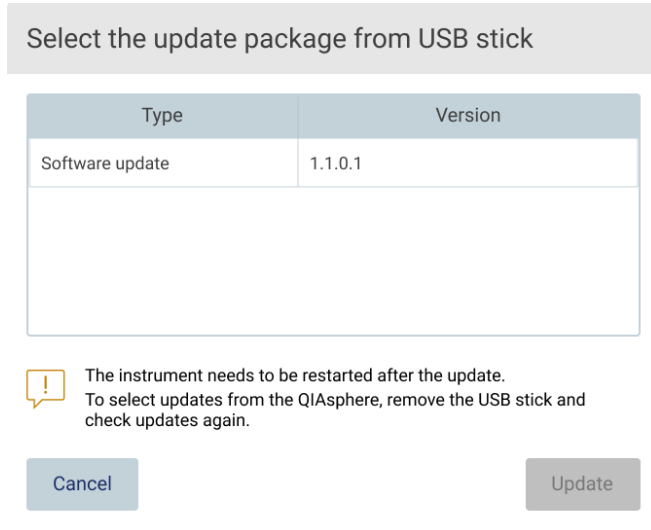 Select the update package from USB stick
Type Version
Software update 1.1.0.1
The instrument needs to be restarted after the update.
To select updates from the QIAsphere, remove the USB stick and
check updates again.
Cancel Update